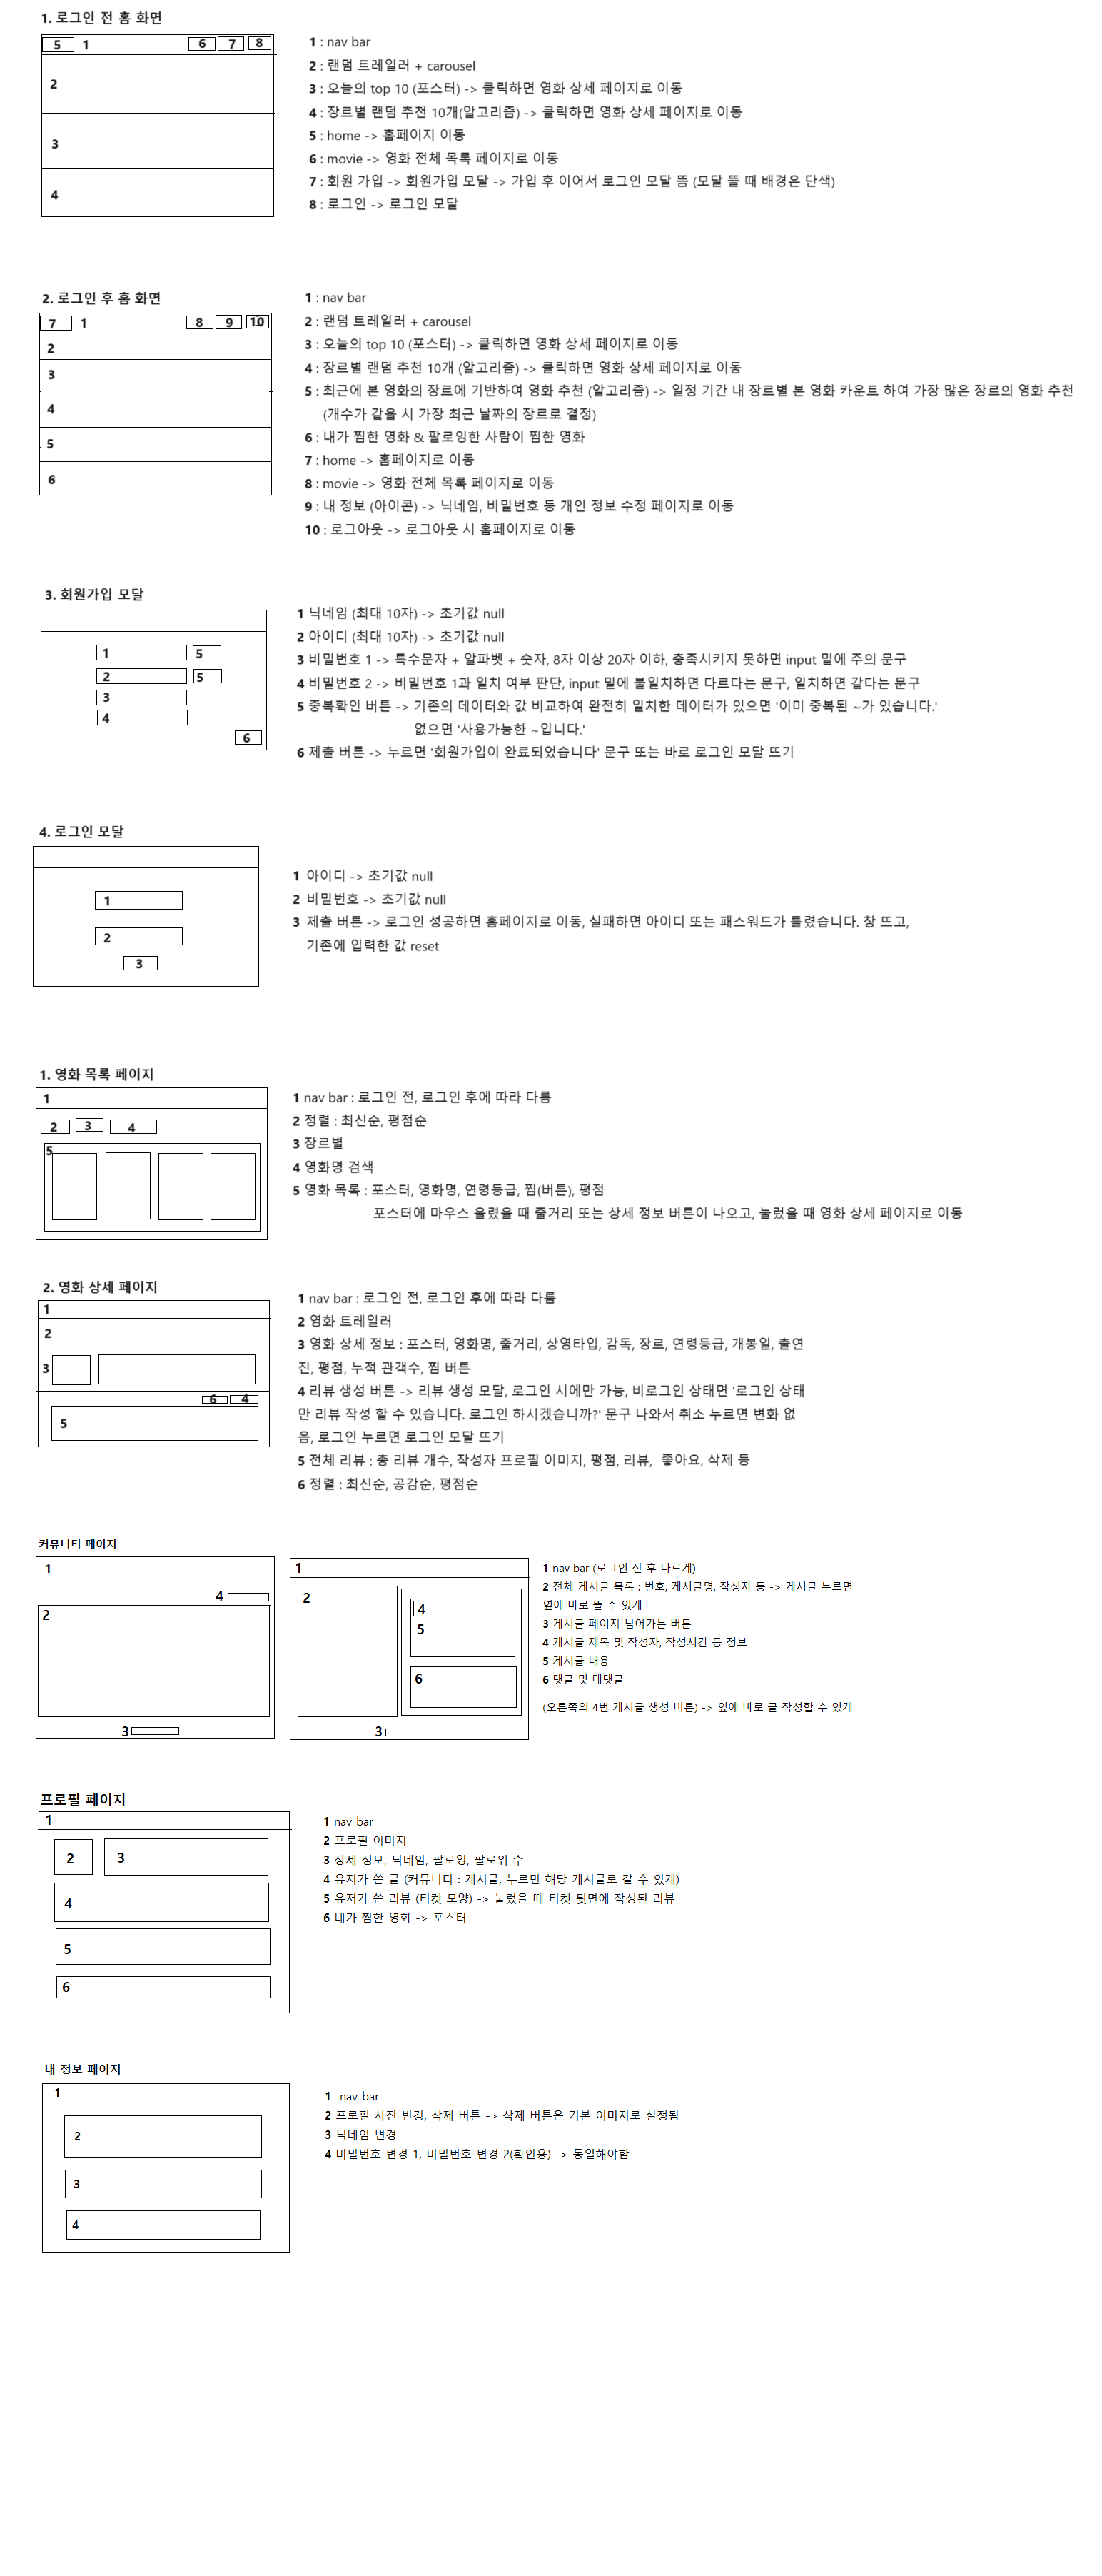 1. 로그인 전 홈 화면
5 1 6 7 8
2
3
4
1 : nav bar
2 : 랜덤 트레일러 + carousel
3 : 오늘의 top 10 (포스터) -> 클릭하면 영화 상세 페이지로 이동
4 : 장르별 랜덤 추천 10개(알고리즘) -> 클릭하면 영화 상세 페이지로 이동
5 : home -> 홈페이지 이동
6 : movie -> 영화 전체 목록 페이지로 이동
7 : 회원 가입 -> 회원가입 모달 -> 가입 후 이어서 로그인 모달 뜸 (모달 뜰 때 배경은 단색)
8 : 로그인 -> 로그인 모달
2. 로그인 후 홈 화면
7 1 8 9 10
2
3
4
5
6
1 : nav bar
2 : 랜덤 트레일러 + carousel
3 : 오늘의 top 10 (포스터) -> 클릭하면 영화 상세 페이지로 이동
4 : 장르별 랜덤 추천 10개 (알고리즘) -> 클릭하면 영화 상세 페이지로 이동
5 : 최근에 본 영화의 장르에 기반하여 영화 추천 (알고리즘) -> 일정 기간 내 장르별 본 영화 카운트 하여 가장 많은 장르의 영화 추천
(개수가 같을 시 가장 최근 날짜의 장르로 결정)
6 : 내가 찜한 영화 & 팔로잉한 사람이 찜한 영화
7 : home -> 홈페이지로 이동
8 : movie -> 영화 전체 목록 페이지로 이동
9 : 내 정보 (아이콘) -> 닉네임, 비밀번호 등 개인 정보 수정 페이지로 이동
10 : 로그아웃 -> 로그아웃 시 홈페이지로 이동
3. 회원가입 모달
1 5
2 5
3
4
6
1 닉네임 (최대 10자) -> 초기값 null
2 아이디 (최대 10자) -> 초기값 null
3 비밀번호 1 -> 특수문자 + 알파벳 + 숫자, 8자 이상 20자 이하, 충족시키지 못하면 input 밑에 주의 문구
4 비밀번호 2 -> 비밀번호 1과 일치 여부 판단, input 밑에 불일치하면 다르다는 문구, 일치하면 같다는 문구
5 중복확인 버튼 -> 기존의 데이터와 값 비교하여 완전히 일치한 데이터가 있으면 '이미 중복된 ~가 있습니다.'
없으면 '사용가능한 ~입니다.'
6 제출 버튼 -> 누르면 '회원가입이 완료되었습니다' 문구 또는 바로 로그인 모달 뜨기
4. 로그인 모달
1
2
3
1 아이디 -> 초기값 null
2 비밀번호 -> 초기값 null
3 제출 버튼 -> 로그인 성공하면 홈페이지로 이동, 실패하면 아이디 또는 패스워드가 틀렸습니다. 창 뜨고,
기존에 입력한 값 reset
1. 영화 목록 페이지
1
2 3 4
5
1 nav bar : 로그인 전, 로그인 후에 따라 다름
2 정렬 : 최신순, 평점순
3 장르별
4 영화명 검색
5 영화 목록 : 포스터, 영화명, 연령등급, 찜(버튼), 평점
포스터에 마우스 올렸을 때 줄거리 또는 상세 정보 버튼이 나오고, 눌렀을 때 영화 상세 페이지로 이동
2. 영화 상세 페이지
1
2
3
6 4
5
1 nav bar : 로그인 전, 로그인 후에 따라 다름
2 영화 트레일러
3 영화 상세 정보 : 포스터, 영화명, 줄거리, 상영타입, 감독, 장르, 연령등급, 개봉일, 출연
진, 평점, 누적 관객수, 찜 버튼
4 리뷰 생성 버튼 -> 리뷰 생성 모달, 로그인 시에만 가능, 비로그인 상태면 '로그인 상태
만 리뷰 작성 할 수 있습니다. 로그인 하시겠습니까?' 문구 나와서 취소 누르면 변화 없
음, 로그인 누르면 로그인 모달 뜨기
5 전체 리뷰 : 총 리뷰 개수, 작성자 프로필 이미지, 평점, 리뷰, 좋아요, 삭제 등
6 정렬 : 최신순, 공감순, 평점순
커뮤니티 페이지
1
4
2
3
1
2
4
5
6
3
1 nav bar (로그인 전 후 다르게)
2 전체 게시글 목록 : 번호, 게시글명, 작성자 등 -> 게시글 누르면
옆에 바로 뜰 수 있게
3 게시글 페이지 넘어가는 버튼
4 게시글 제목 및 작성자, 작성시간 등 정보
5 게시글 내용
6 댓글 및 대댓글
(오른쪽의 4번 게시글 생성 버튼) -> 옆에 바로 글 작성할 수 있게
프로필 페이지
1
2 3
4
5
6
1 nav bar
2 프로필 이미지
3 상세 정보, 닉네임, 팔로잉, 팔로워 수
4 유저가 쓴 글 (커뮤니티 : 게시글, 누르면 해당 게시글로 갈 수 있게)
5 유저가 쓴 리뷰 (티켓 모양) -> 눌렀을 때 티켓 뒷면에 작성된 리뷰
6 내가 찜한 영화 -> 포스터
내 정보 페이지
1
2
3
4
1 nav bar
2 프로필 사진 변경, 삭제 버튼 -> 삭제 버튼은 기본 이미지로 설정됨
3 닉네임 변경
4 비밀번호 변경 1, 비밀번호 변경 2(확인용) -> 동일해야함